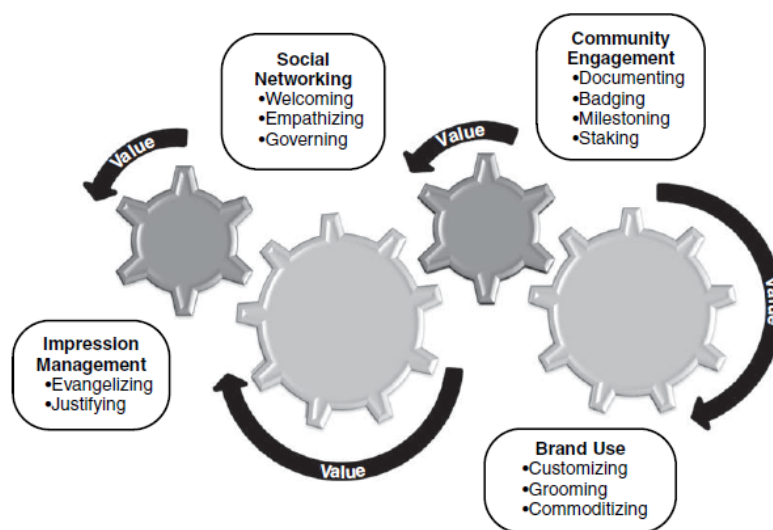 Social
Networking
•Welcoming
•Empathizing
•Governing
Community
Engagement
•Documenting
•Badging
•Milestoning
•Staking
Value
Value
Value
Impression
Management
•Evangelizing
•Justifying
Value
Brand Use
•Customizing
•Grooming
•Commoditizing